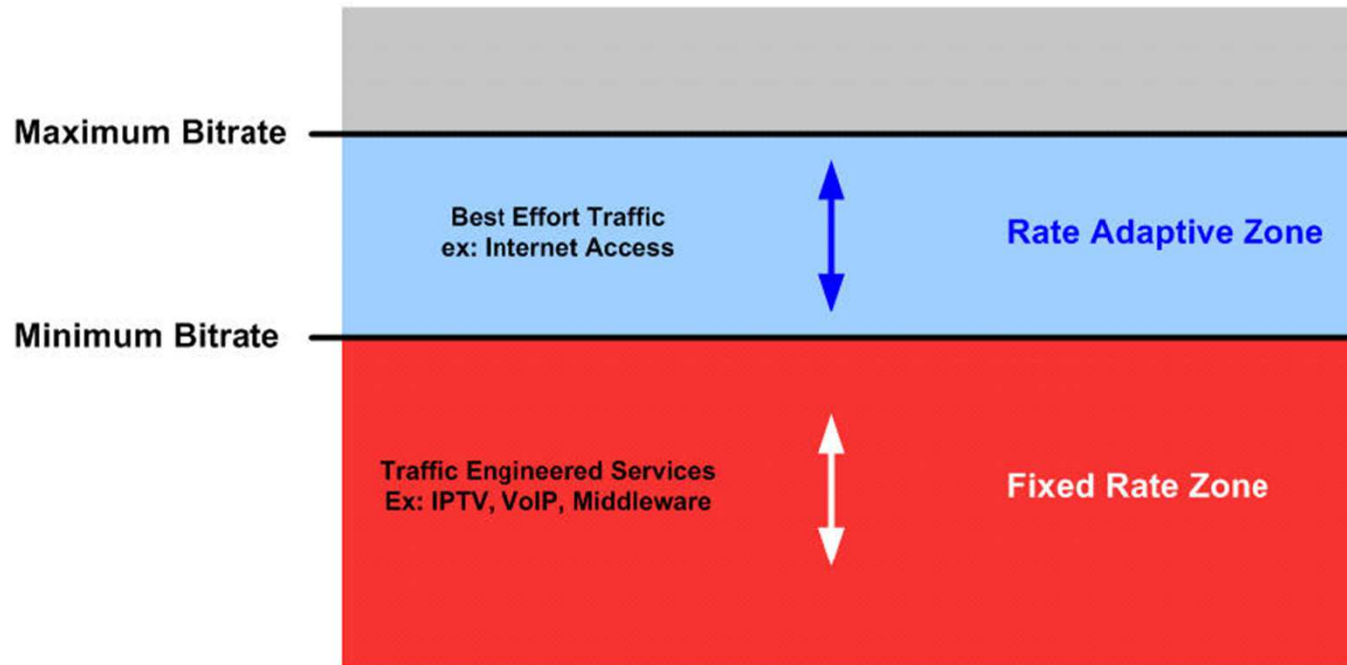 Maximum Bitrate
Best Effort Traffic
ex: Internet Access
Rate Adaptive Zone
Minimum Bitrate
Traffic Engineered Services
Ex: IPTV, VoIP, Middleware
Fixed Rate Zone